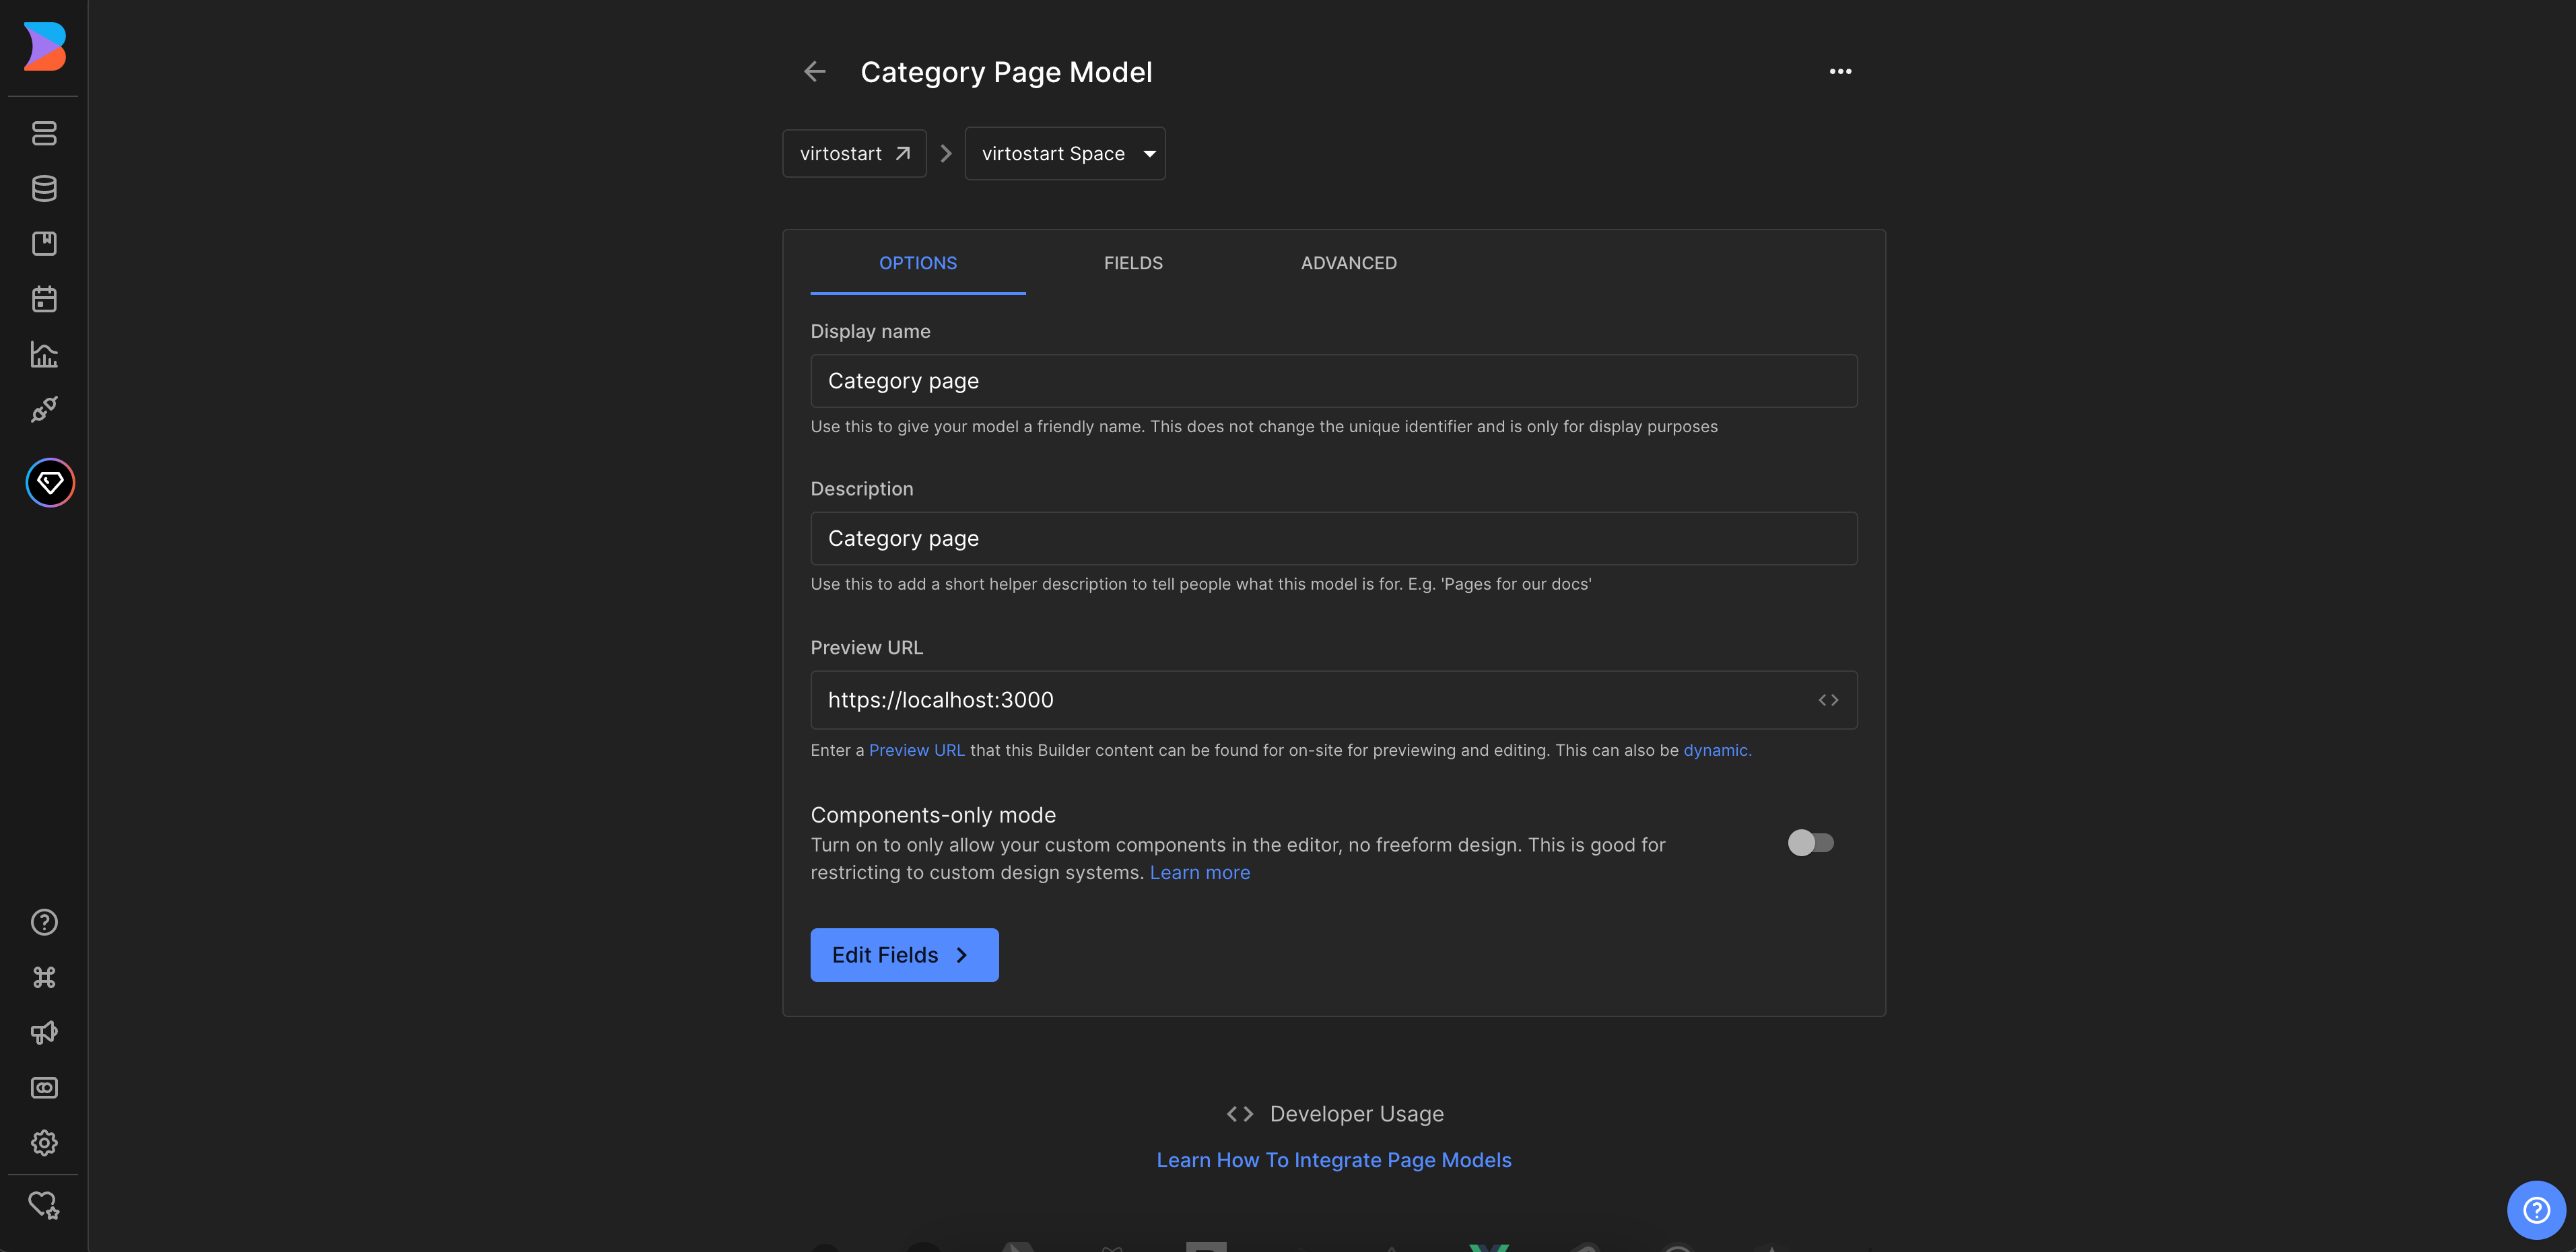 Category Page Model
virtostart
virtostart Space
OPTIONS
FIELDS
ADVANCED
Display name
Category page
Use this to give your model a friendly name. This does not change the unique identifier and is only for display purposes
Description
Category page
Use this to add a short helper description to tell people what this model is for. E.g. 'Pages for our docs'
Preview URL
https://localhost:3000
Enter a Preview URL that this Builder content can be found for on-site for previewing and editing. This can also be dynamic.
Components-only mode
Turn on to only allow your custom components in the editor, no freeform design. This is good for
restricting to custom design systems. Learn more
Edit Fields
Developer Usage
Learn How To Integrate Page Models